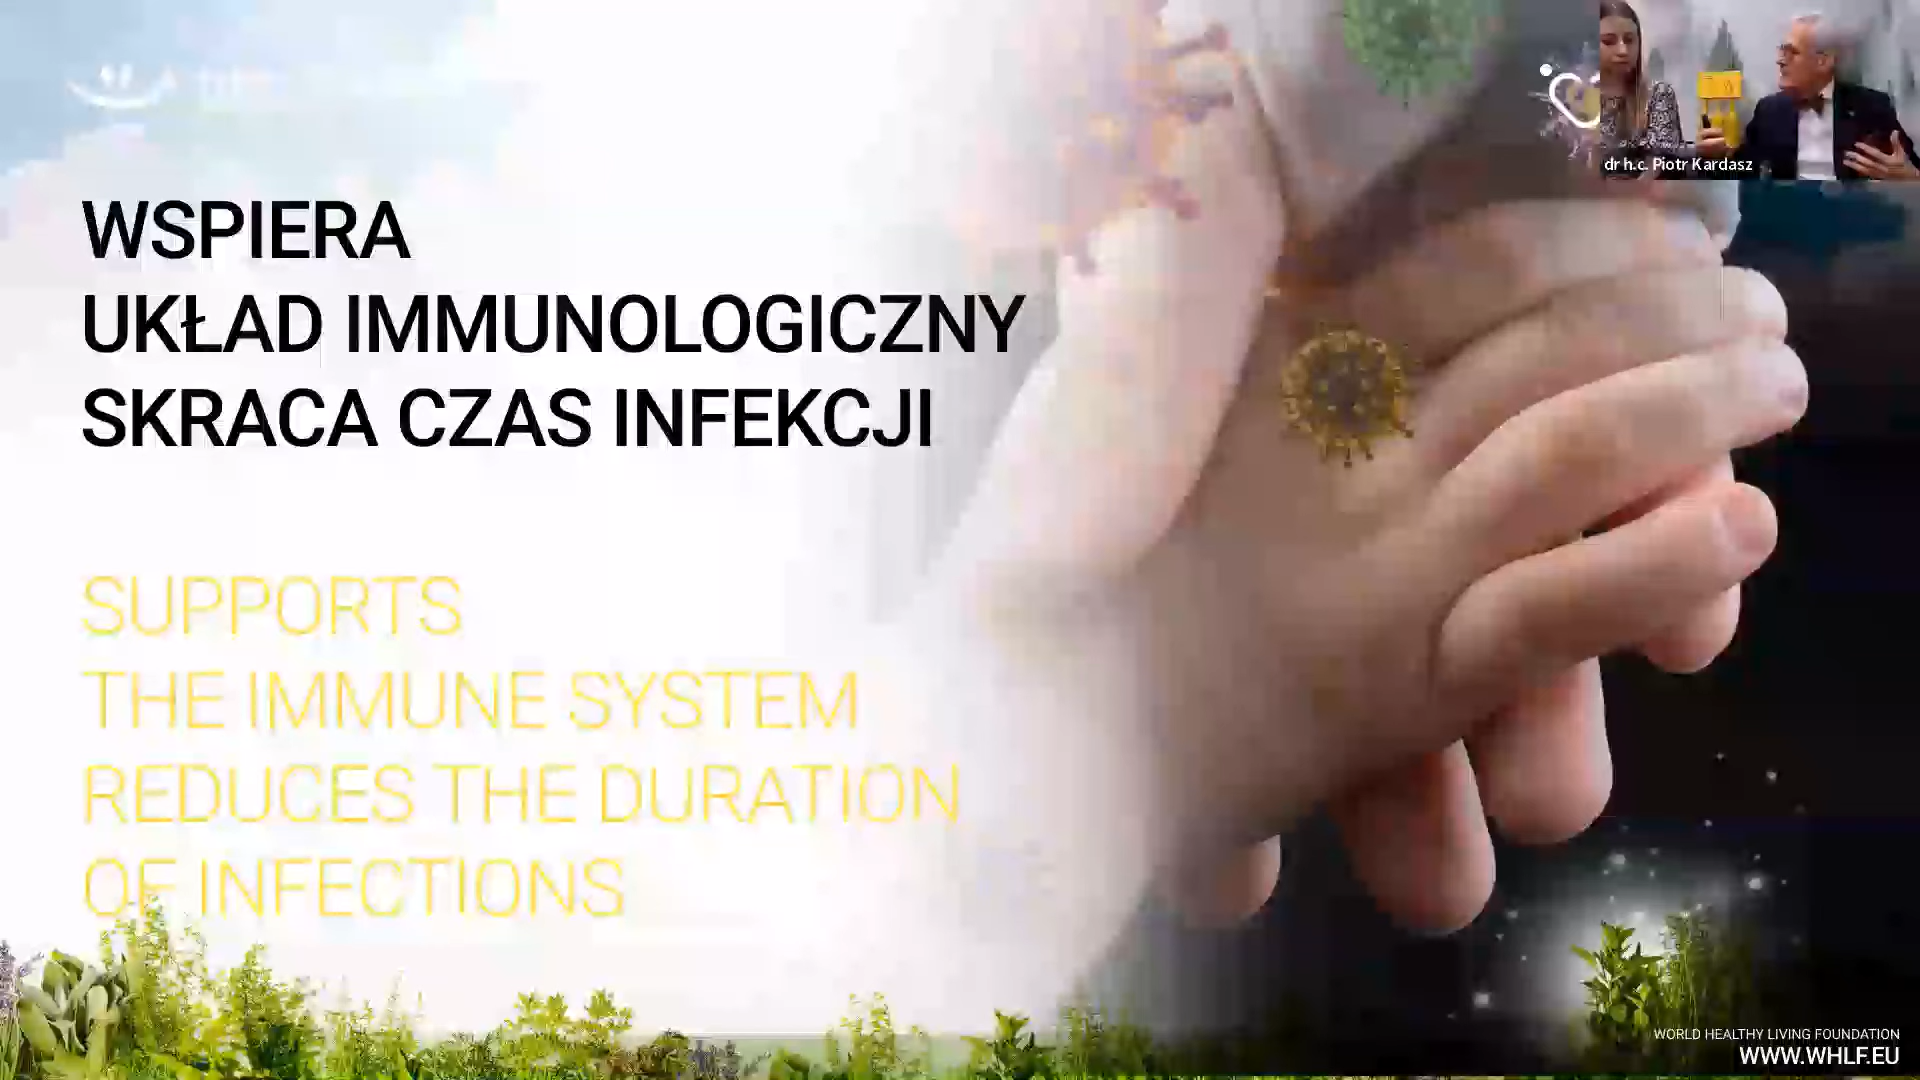 WSPIERA
UKŁAD IMMUNOLOGICZNY
SKRACA CZAS INFEKCJI
SUPPORTS
THE IMMUNE SYSTEM
REDUCES THE DURATION
OF INFECTIONS
dr h.c. Piotr Kardasz
WORLD HEALTHY LIVING FOUNDATION
WWW.WHLF.EU